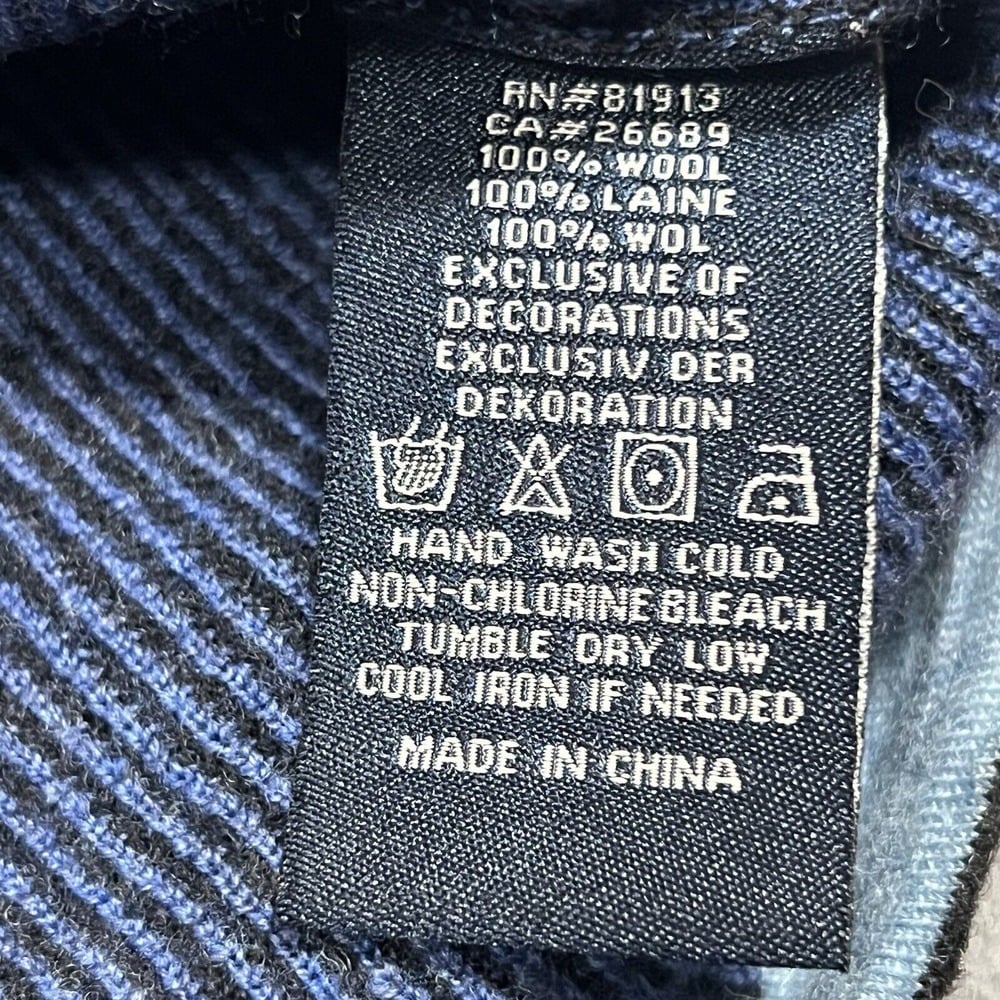 RN#81913
CA#26689
100% WOOL
100% LAINE
100% WOL
EXCLUSIVE OF
DECORATIONS
EXCLUSIV DER
DEKORATION
HAND WASH COLD
NON-CHLORINE BLEACH
TUMBLE DRY LOW
COOL IRON IF NEEDED
MADE IN CHINA